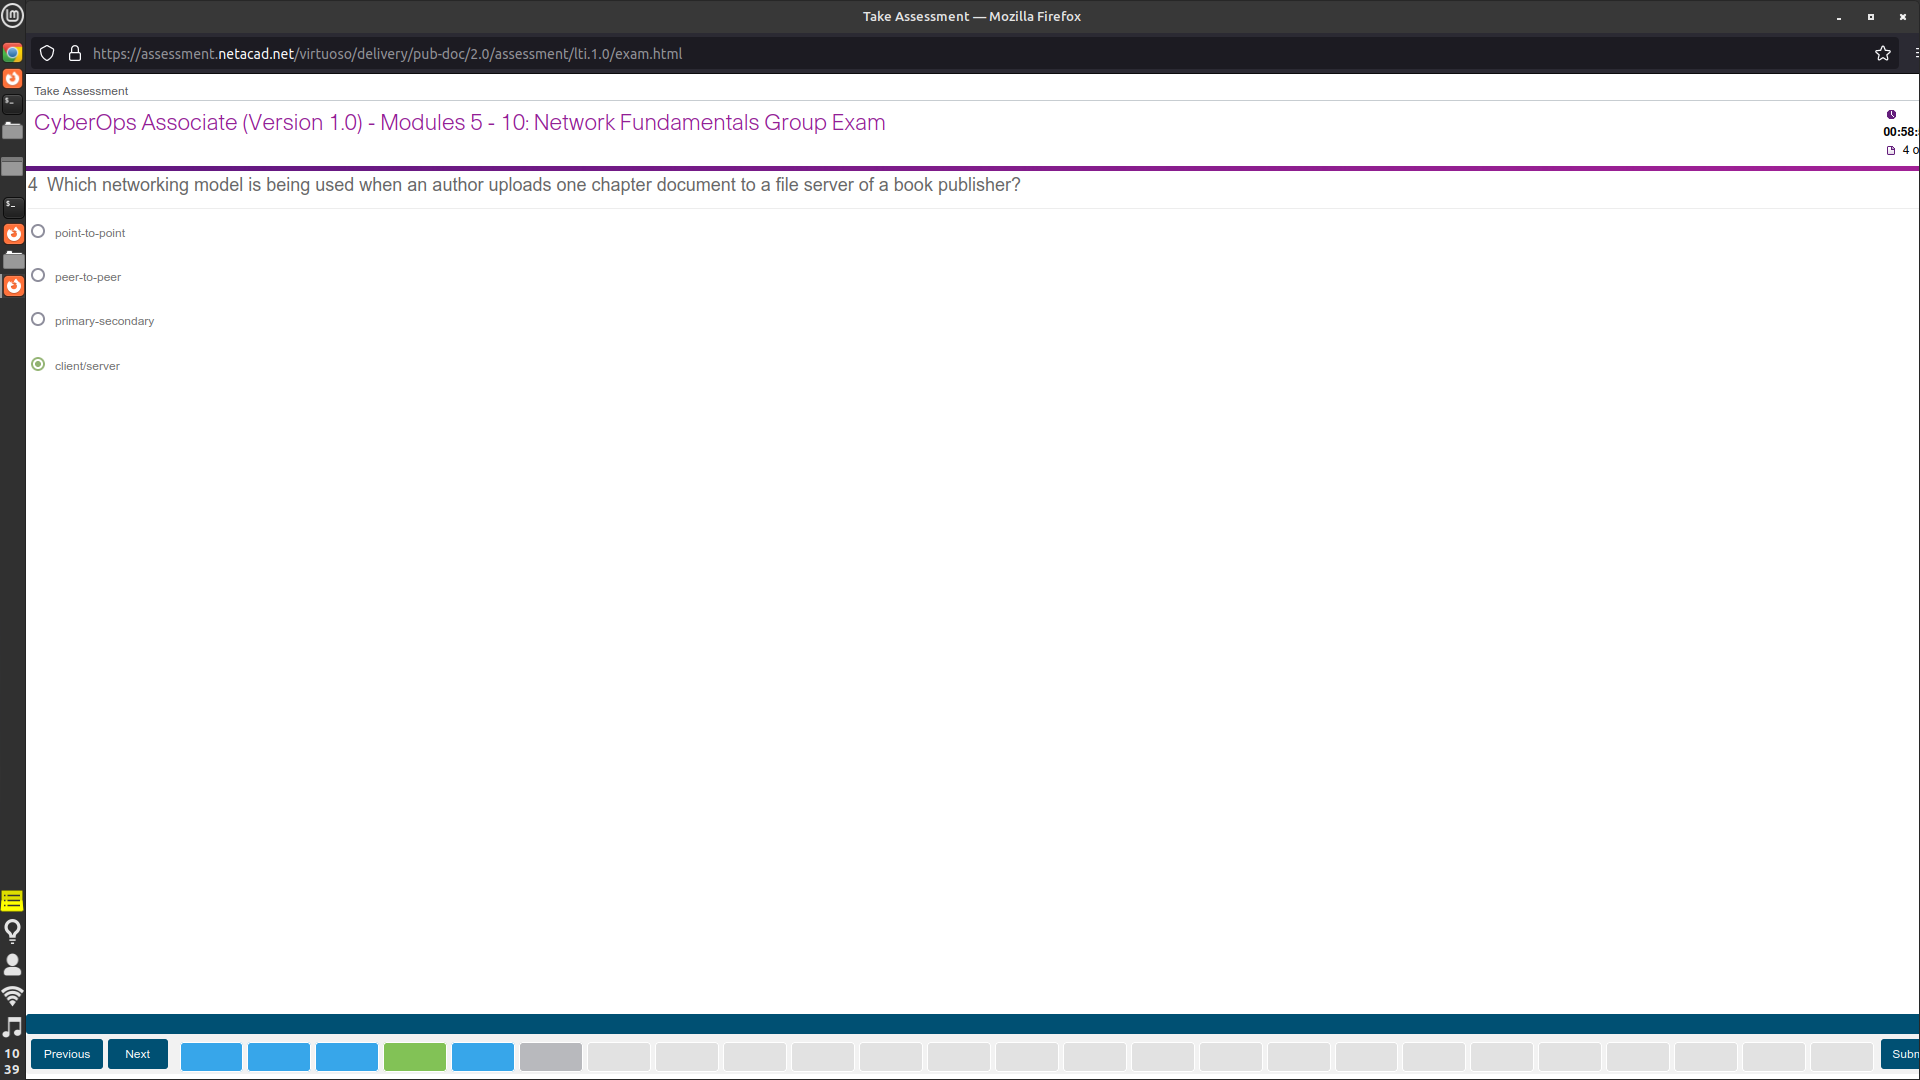 Take Assessment — Mozilla Firefox
https://assessment.netacad.net/virtuoso/delivery/pub-doc/2.0/assessment/lti.1.0/exam.html
Take Assessment
CyberOps Associate (Version 1.0) - Modules 5 - 10: Network Fundamentals Group Exam
00:58:
4 o
4 Which networking model is being used when an author uploads one chapter document to a file server of a book publisher?
point-to-point
peer-to-peer
primary-secondary
client/server
Previous
Next
Subm
10
39